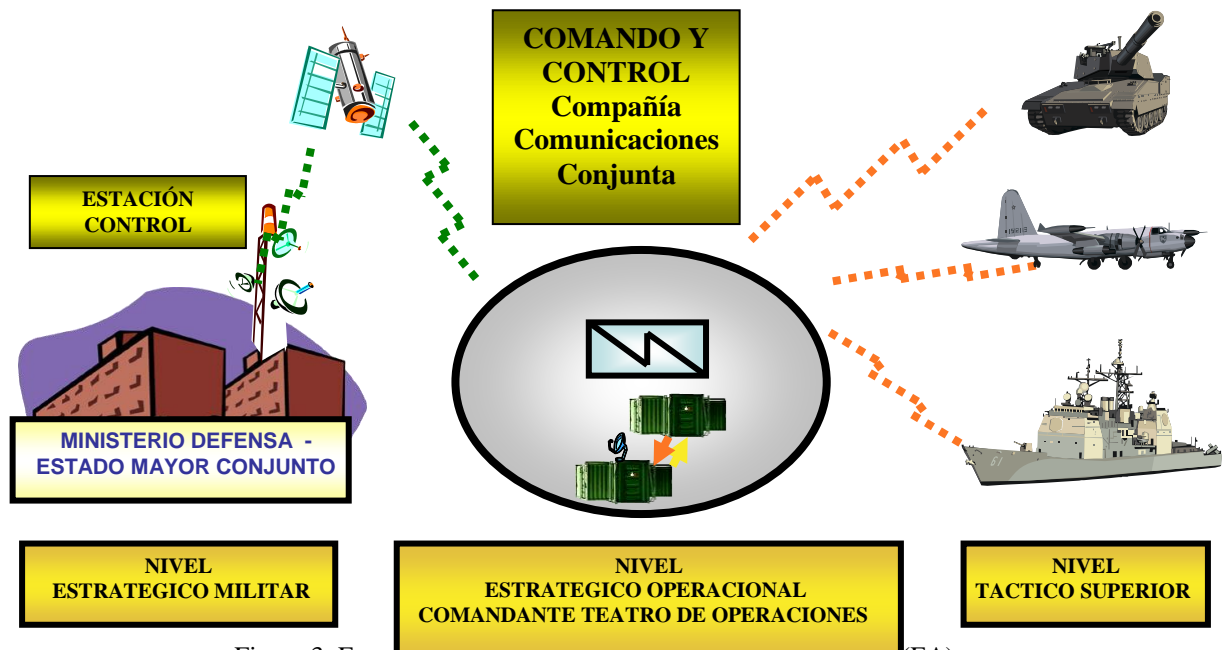 COMANDO Y
CONTROL
Compañía
Comunicaciones
Conjunta
ESTACIÓN
CONTROL
MINISTERIO DEFENSA -
ESTADO MAYOR CONJUNTO
61
NIVEL
ESTRATEGICO MILITAR
NIVEL
ESTRATEGICO OPERACIONAL
COMANDANTE TEATRO DE OPERACIONES
NIVEL
TACTICO SUPERIOR